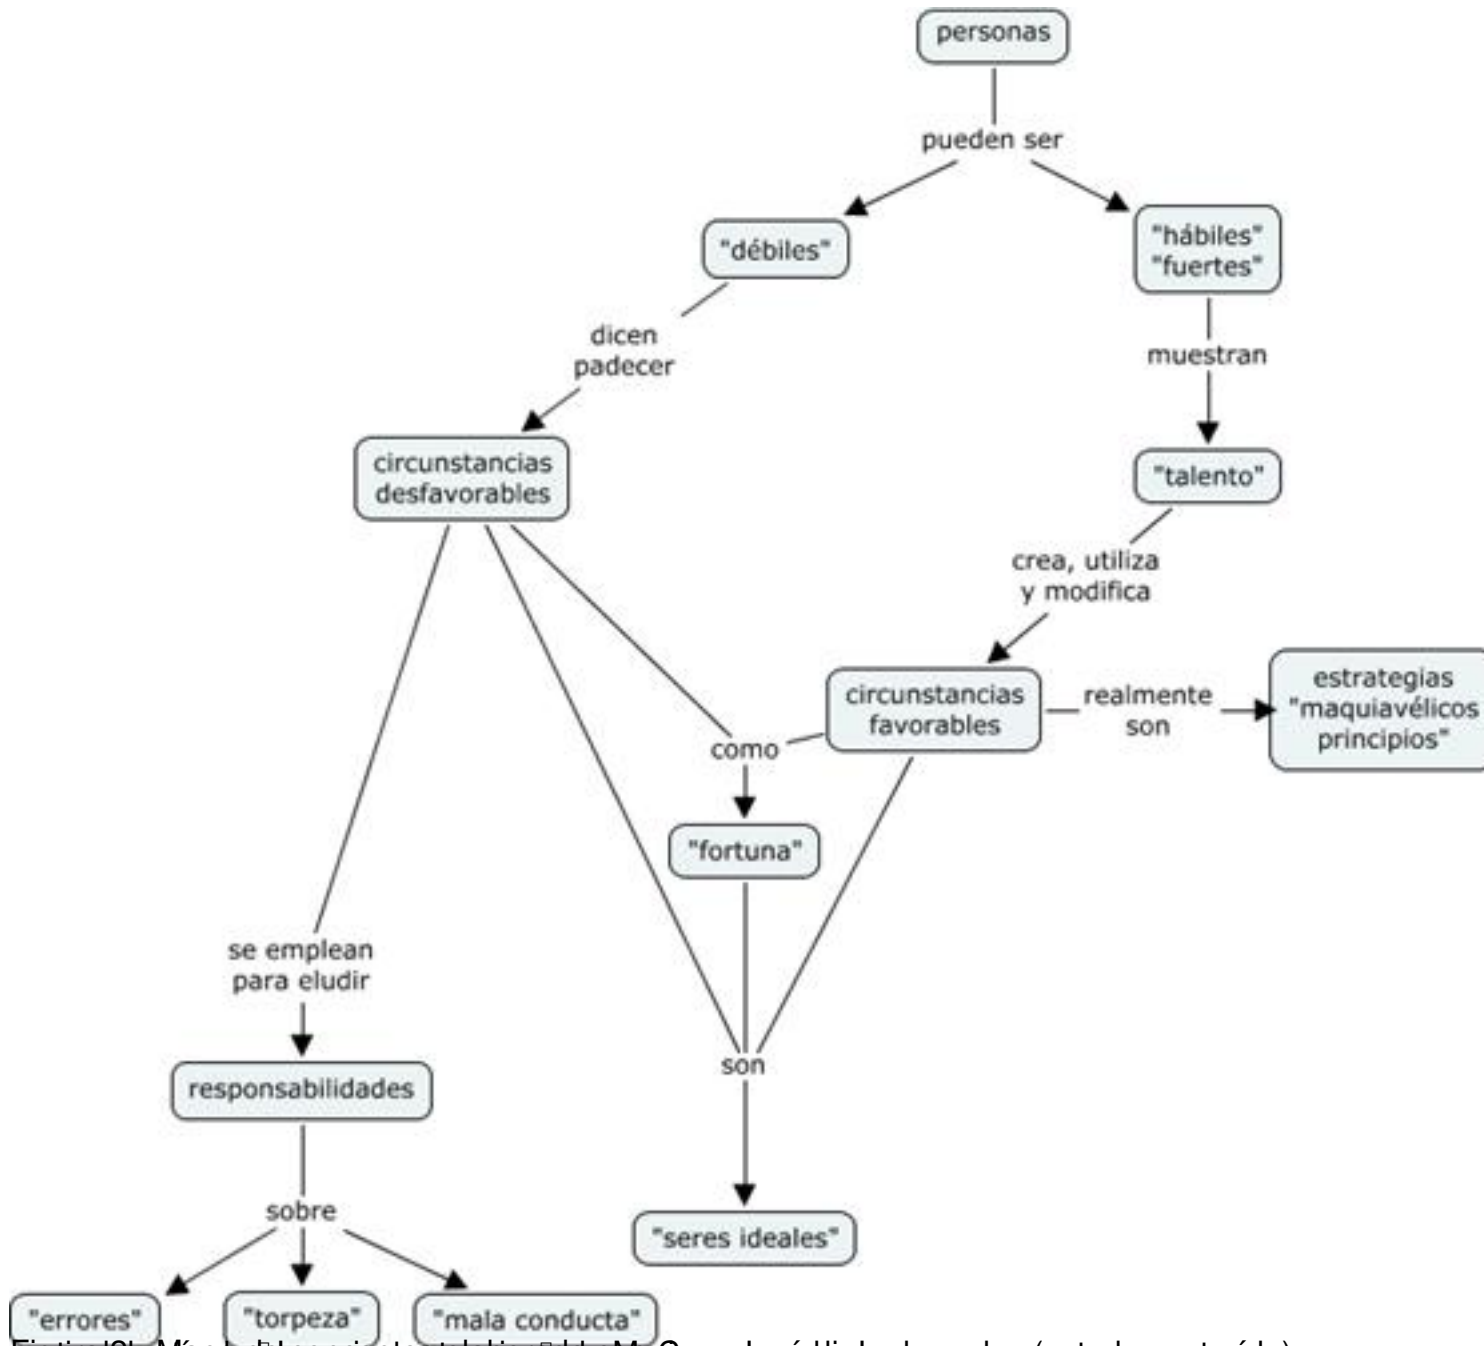 personas
pueden ser
"débiles"
"hábiles"
"fuertes"
dicen
padecer
muestran
circunstancias
desfavorables
"talento"
crea, utiliza
y modifica
circunstancias
favorables
realmente
son
estrategias
"maquiavélicos
principios"
como
"fortuna"
se emplean
para eludir
son
responsabilidades
sobre
"seres ideales"
"errores"
"torpeza"
"mala conducta"